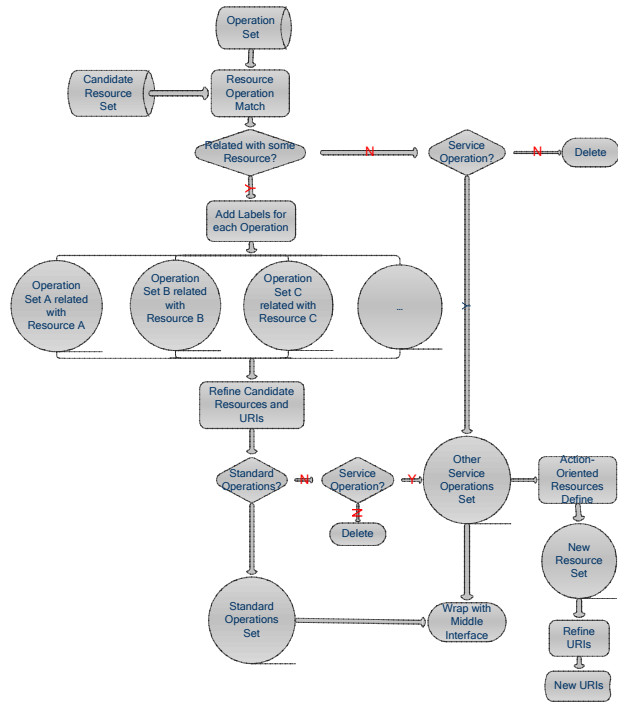 Operation
Set
Candidate
Resource
Set
Resource
Operation
Match
Related with some
Resource?
N
Service
Operation?
N
Delete
Y
Add Labels for
each Operation
Operation
Set A related
with
Resource A
Operation
Set B related
with
Resource B
Operation
Set C
related with
Resource C
...
Y
Refine Candidate
Resources and
URIs
Standard
Operations?
N
Service
Operation?
Y
Other
Service
Operations
Set
Action-
Oriented
Resources
Define
N
Delete
New
Resource
Set
Standard
Operations
Set
Wrap with
Middle
Interface
Refine
URIs
New URIs